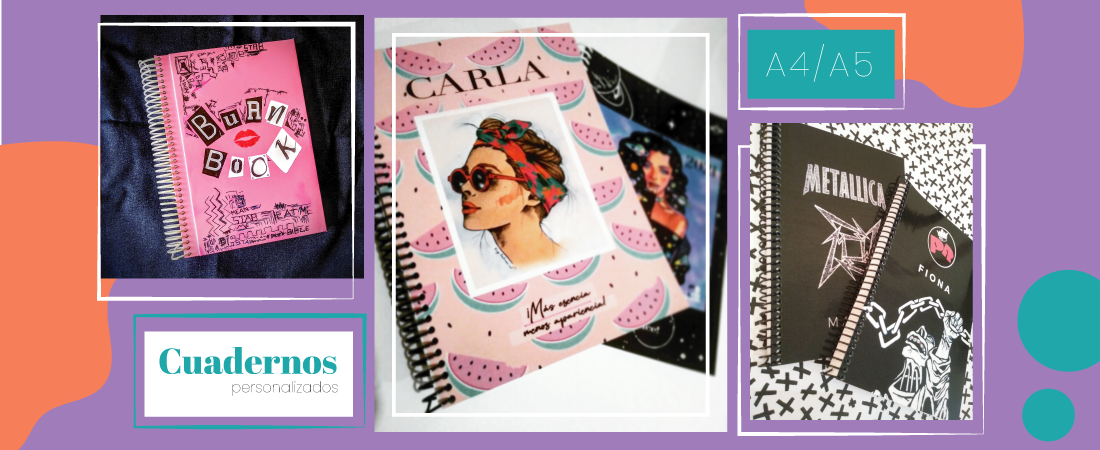 BURN
BOOK
Cuadernos
personalizados
CARLA
¡Más esencia
menos apariencia!
A4/A5
METALLICA
FIONA